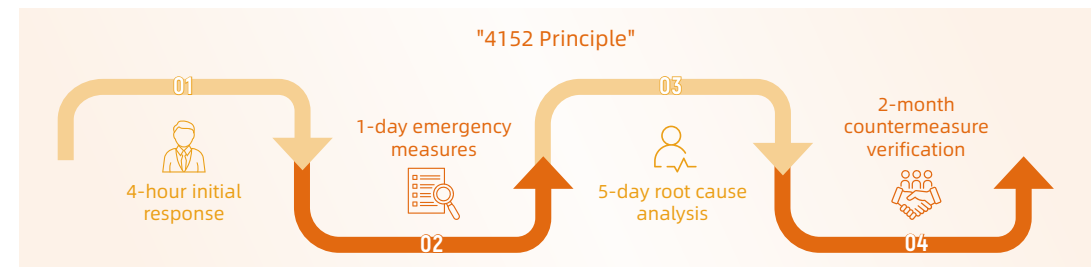 "4152 Principle"
01
4-hour initial
response
1-day emergency
measures
02
03
5-day root cause
analysis
2-month
countermeasure
verification
04